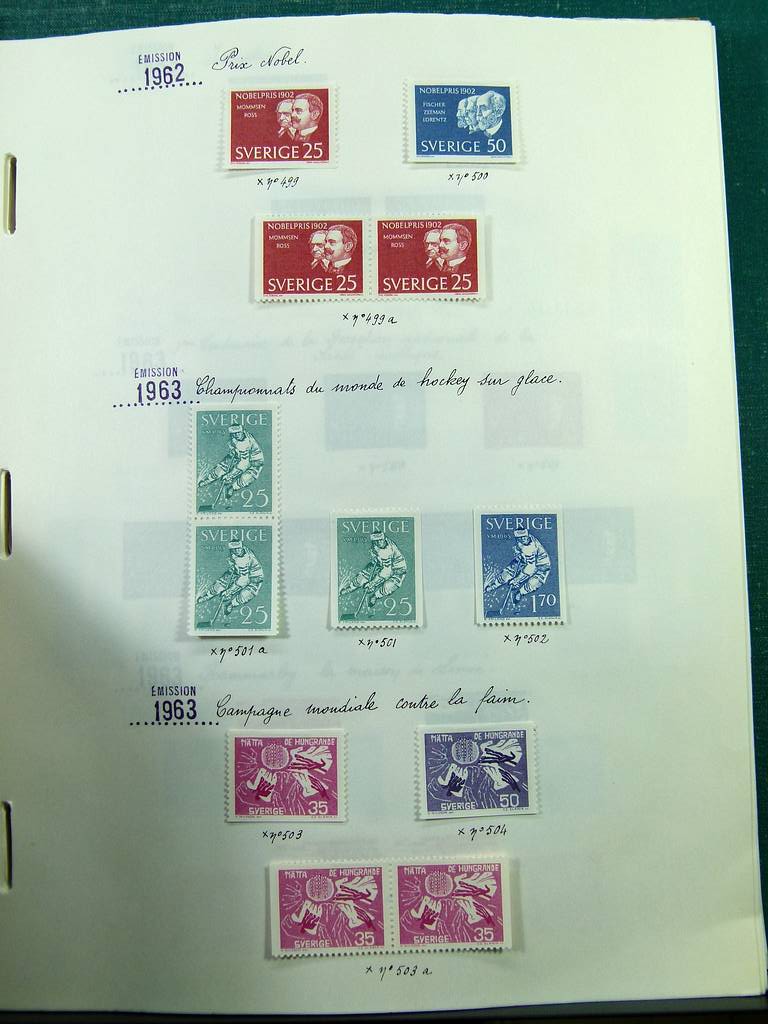 ÉMISSION
1962 Prix Nobel.
NOBELPRIS 1902
MOMMSEN
ROSS
SVERIGE 25
NOBELPRIS 1902
FISCHER
ZEEMAN
LORENTZ
SVERIGE 50
x n° 499
x n° 500
NOBELPRIS 1902
MOMMSEN
ROSS
SVERIGE 25
NOBELPRIS 1902
MOMMSEN
ROSS
SVERIGE 25
x n° 499 a
ÉMISSION
1963 Championnats du monde de hockey sur glace.
SVERIGE
25
SVERIGE
25
SVERIGE
25
SVERIGE
1.70
x n° 501 a
x n° 501
x n° 502
ÉMISSION
1963 Campagne mondiale contre la faim.
MÄTTA DE HUNGRANDE
SVERIGE 35
MÄTTA DE HUNGRANDE
SVERIGE 50
x n° 503
x n° 504
MÄTTA DE HUNGRANDE
SVERIGE 35
MÄTTA DE HUNGRANDE
SVERIGE 35
x n° 503 a